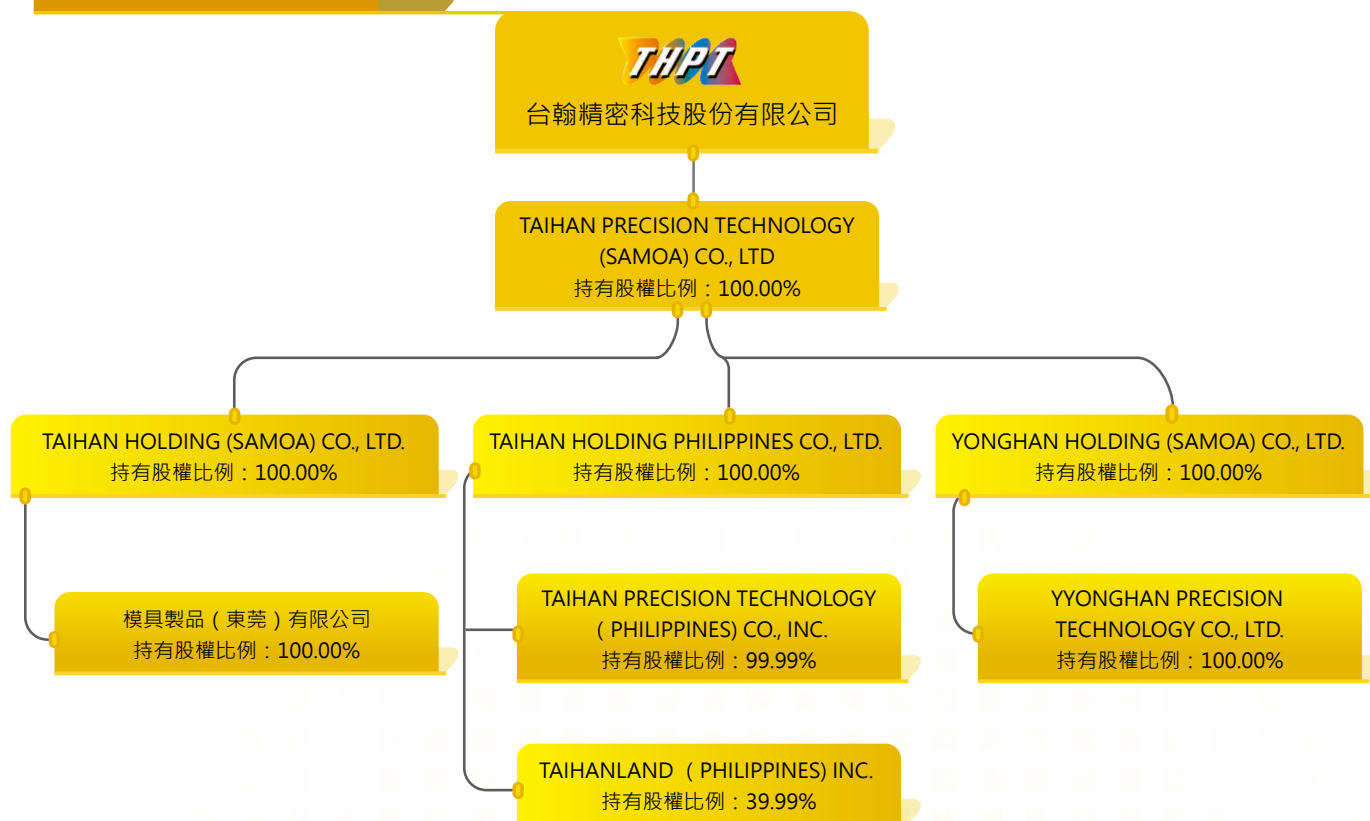 THPT
台翰精密科技股份有限公司
TAIHAN PRECISION TECHNOLOGY
(SAMOA) CO., LTD
持有股權比例：100.00%
TAIHAN HOLDING (SAMOA) CO., LTD.
持有股權比例：100.00%
TAIHAN HOLDING PHILIPPINES CO., LTD.
持有股權比例：100.00%
YONGHAN HOLDING (SAMOA) CO., LTD.
持有股權比例：100.00%
模具製品（東莞）有限公司
持有股權比例：100.00%
TAIHAN PRECISION TECHNOLOGY
( PHILIPPINES) CO., INC.
持有股權比例：99.99%
YYONGHAN PRECISION
TECHNOLOGY CO., LTD.
持有股權比例：100.00%
TAIHANLAND ( PHILIPPINES) INC.
持有股權比例：39.99%